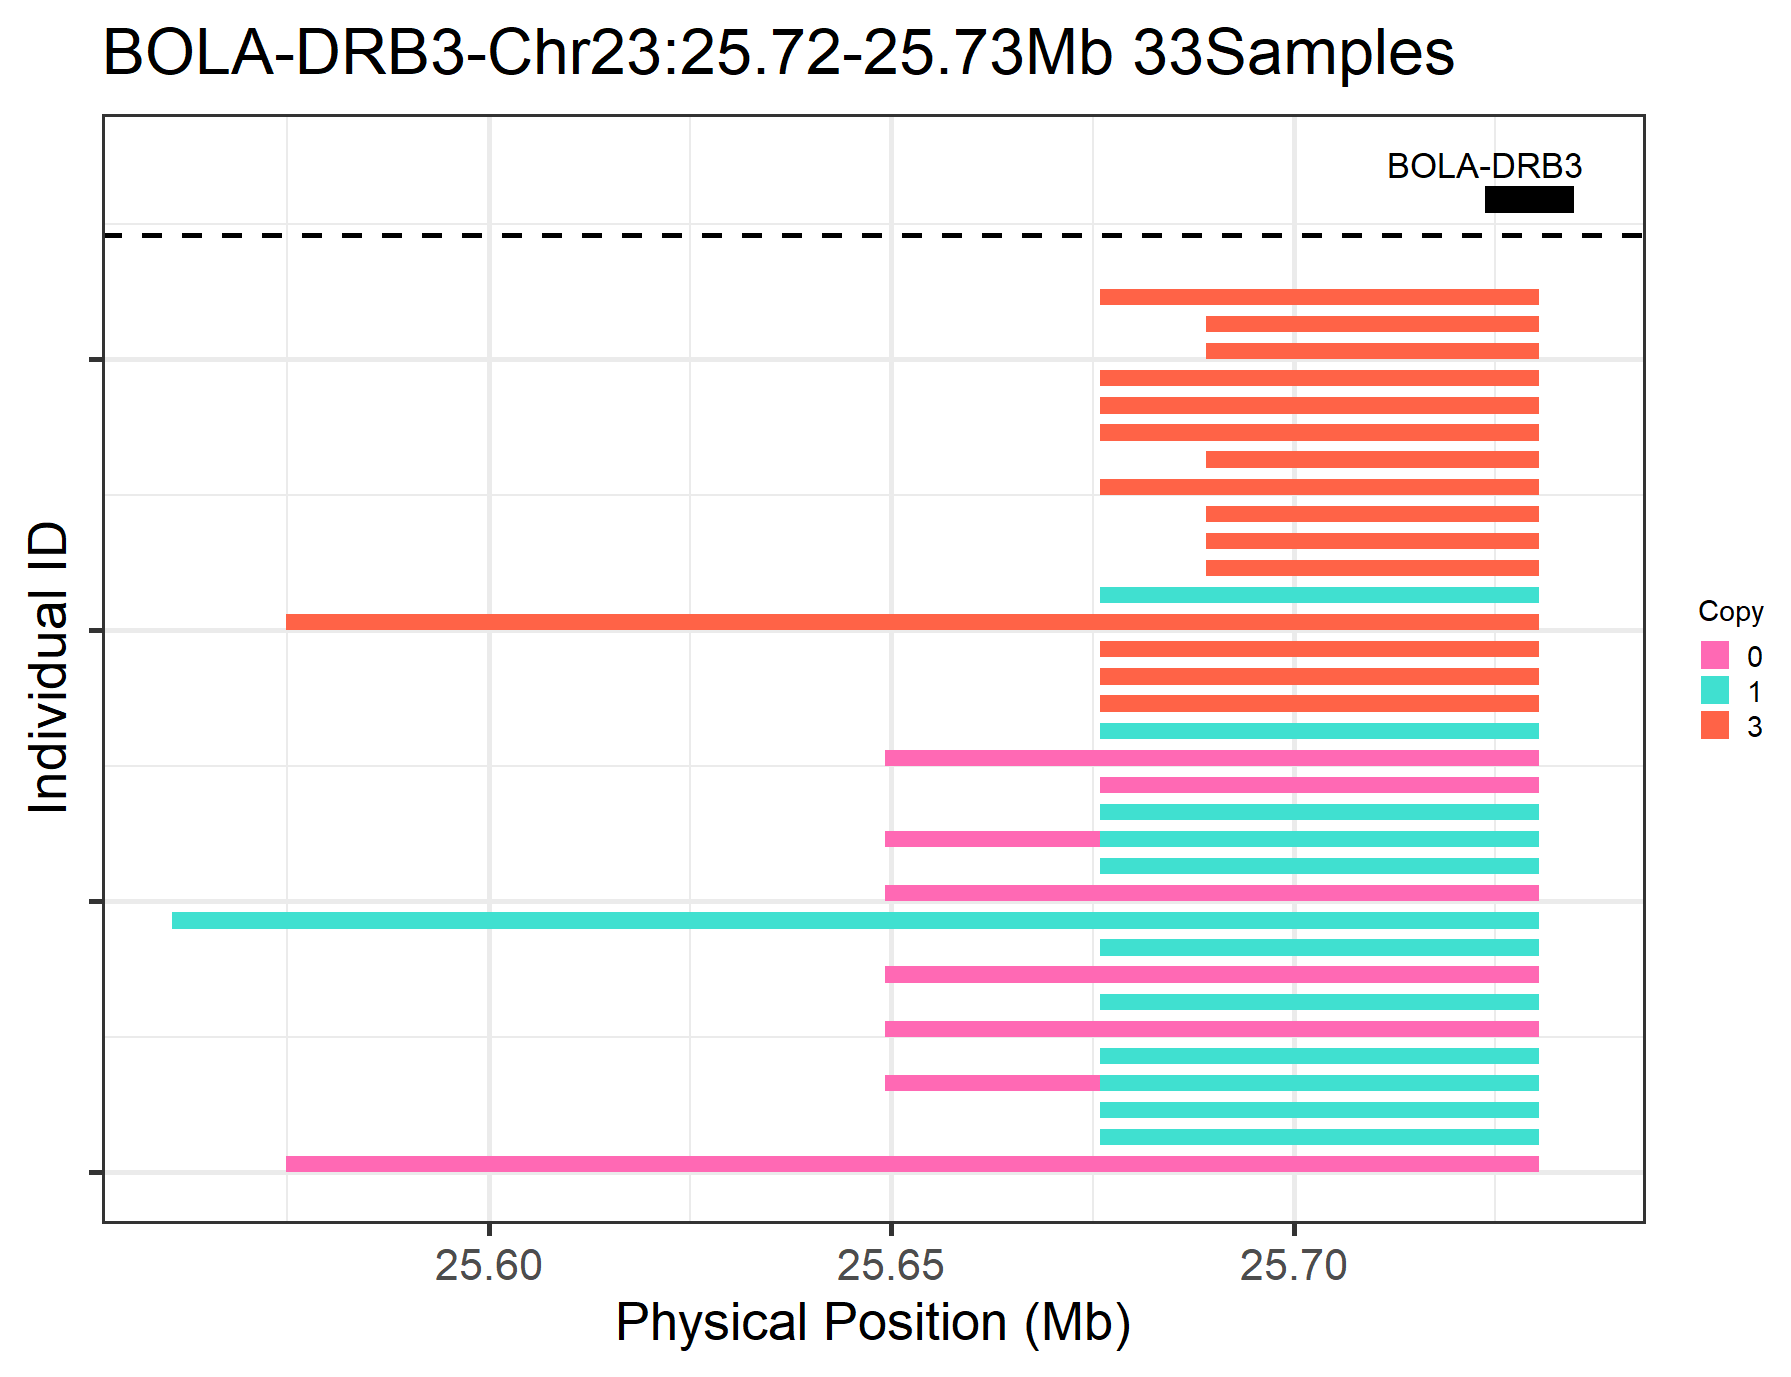 BOLA-DRB3-Chr23:25.72-25.73Mb 33Samples
BOLA-DRB3
Individual ID
Copy
0
1
3
25.60 25.65 25.70
Physical Position (Mb)